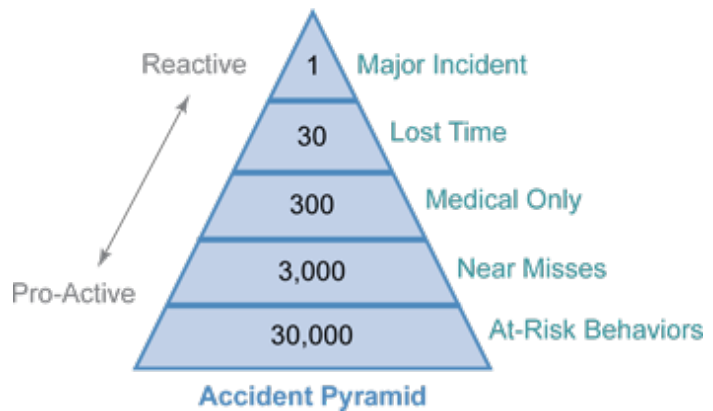 Reactive
1
Major Incident
30
Lost Time
300
Medical Only
3,000
Near Misses
Pro-Active
30,000
At-Risk Behaviors
Accident Pyramid